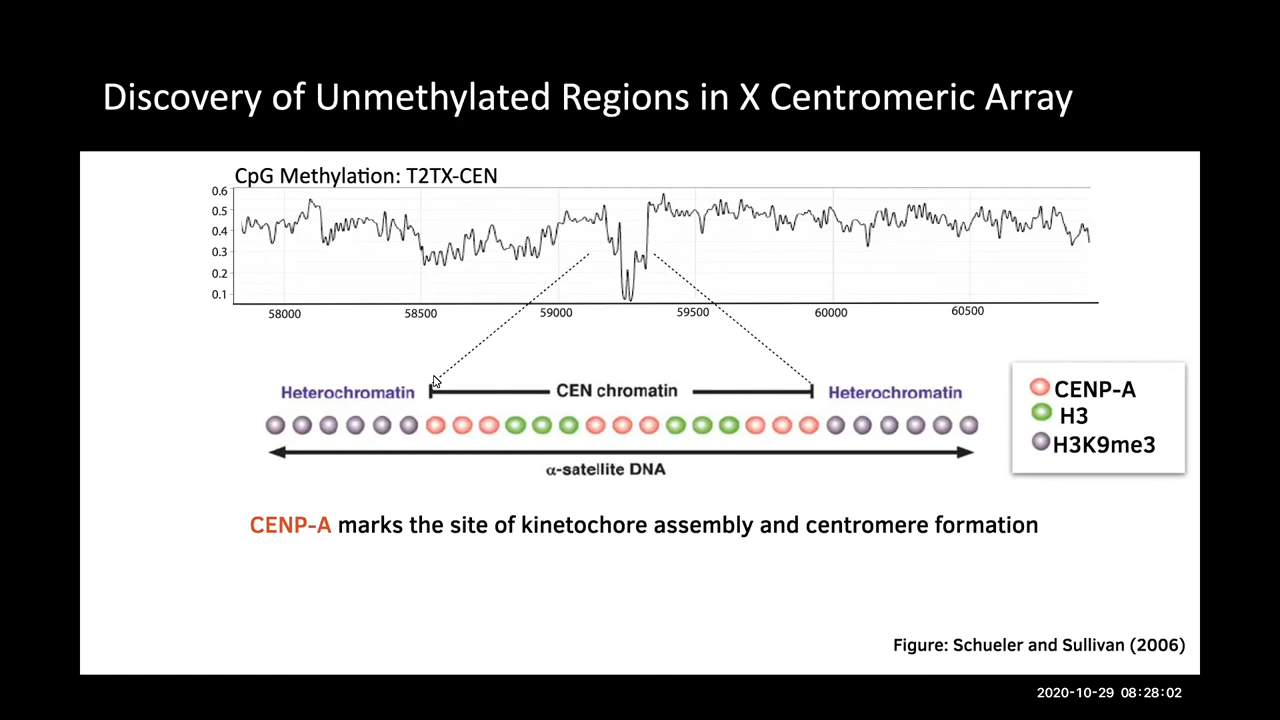 Discovery of Unmethylated Regions in X Centromeric Array
CpG Methylation: T2TX-CEN
0.6
0.5
0.4
0.3
0.2
0.1
58000 58500 59000 59500 60000 60500
Heterochromatin CEN chromatin Heterochromatin
α-satellite DNA
CENP-A
H3
H3K9me3
CENP-A marks the site of kinetochore assembly and centromere formation
Figure: Schueler and Sullivan (2006)
2020-10-29 08:28:02